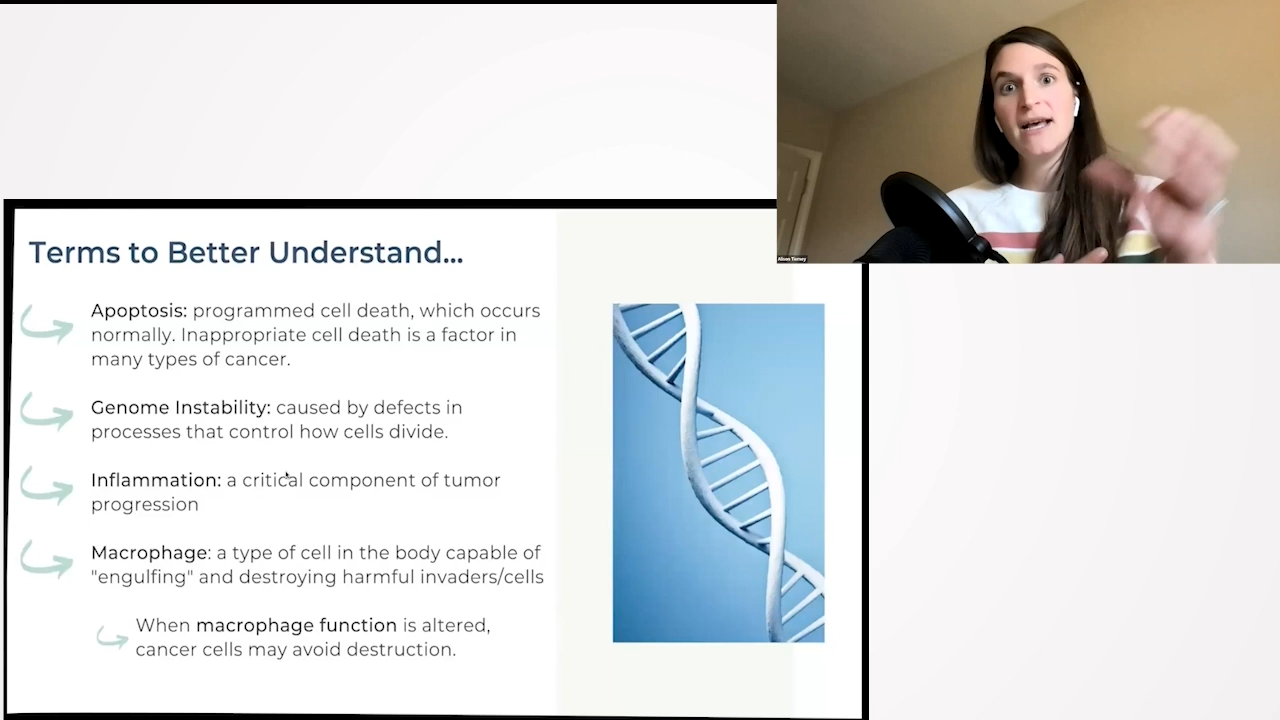 Alison Tierney
Terms to Better Understand...
Apoptosis: programmed cell death, which occurs
normally. Inappropriate cell death is a factor in
many types of cancer.
Genome Instability: caused by defects in
processes that control how cells divide.
Inflammation: a critical component of tumor
progression
Macrophage: a type of cell in the body capable of
"engulfing" and destroying harmful invaders/cells
When macrophage function is altered,
cancer cells may avoid destruction.